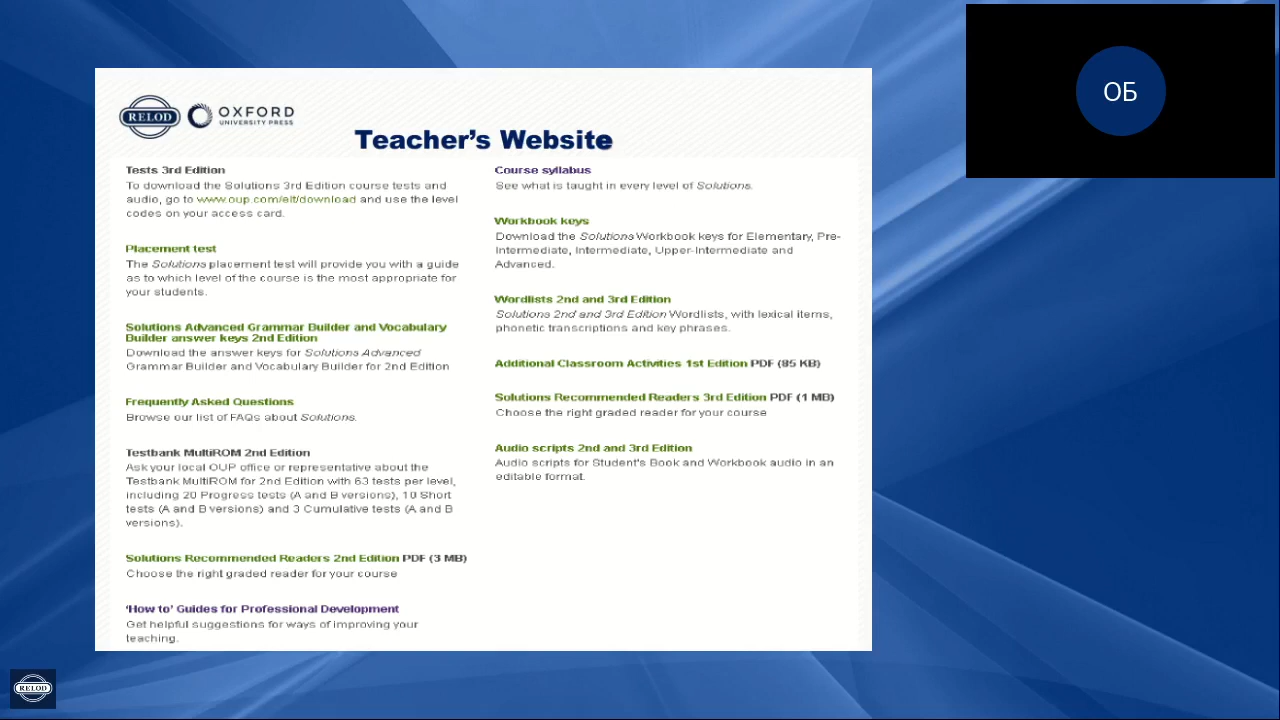 RELOD
OXFORD
UNIVERSITY PRESS
Teacher's Website
Tests 3rd Edition
To download the Solutions 3rd Edition course tests and
audio, go to www.oup.com/elt/download and use the level
codes on your access card.
Placement test
The Solutions placement test will provide you with a guide
as to which level of the course is the most appropriate for
your students.
Solutions Advanced Grammar Builder and Vocabulary
Builder answer keys 2nd Edition
Download the answer keys for Solutions Advanced
Grammar Builder and Vocabulary Builder for 2nd Edition
Frequently Asked Questions
Browse our list of FAQs about Solutions.
Testbank MultiROM 2nd Edition
Ask your local OUP office or representative about the
Testbank MultiROM for 2nd Edition with 63 tests per level,
including 20 Progress tests (A and B versions), 10 Short
tests (A and B versions) and 3 Cumulative tests (A and B
versions).
Solutions Recommended Readers 2nd Edition PDF (3 MB)
Choose the right graded reader for your course
'How to' Guides for Professional Development
Get helpful suggestions for ways of improving your
teaching.
Course syllabus
See what is taught in every level of Solutions.
Workbook keys
Download the Solutions Workbook keys for Elementary, Pre-
Intermediate, Intermediate, Upper-Intermediate and
Advanced.
Wordlists 2nd and 3rd Edition
Solutions 2nd and 3rd Edition Wordlists, with lexical items,
phonetic transcriptions and key phrases.
Additional Classroom Activities 1st Edition PDF (85 KB)
Solutions Recommended Readers 3rd Edition PDF (1 MB)
Choose the right graded reader for your course
Audio scripts 2nd and 3rd Edition
Audio scripts for Student's Book and Workbook audio in an
editable format.
ОБ
RELOD